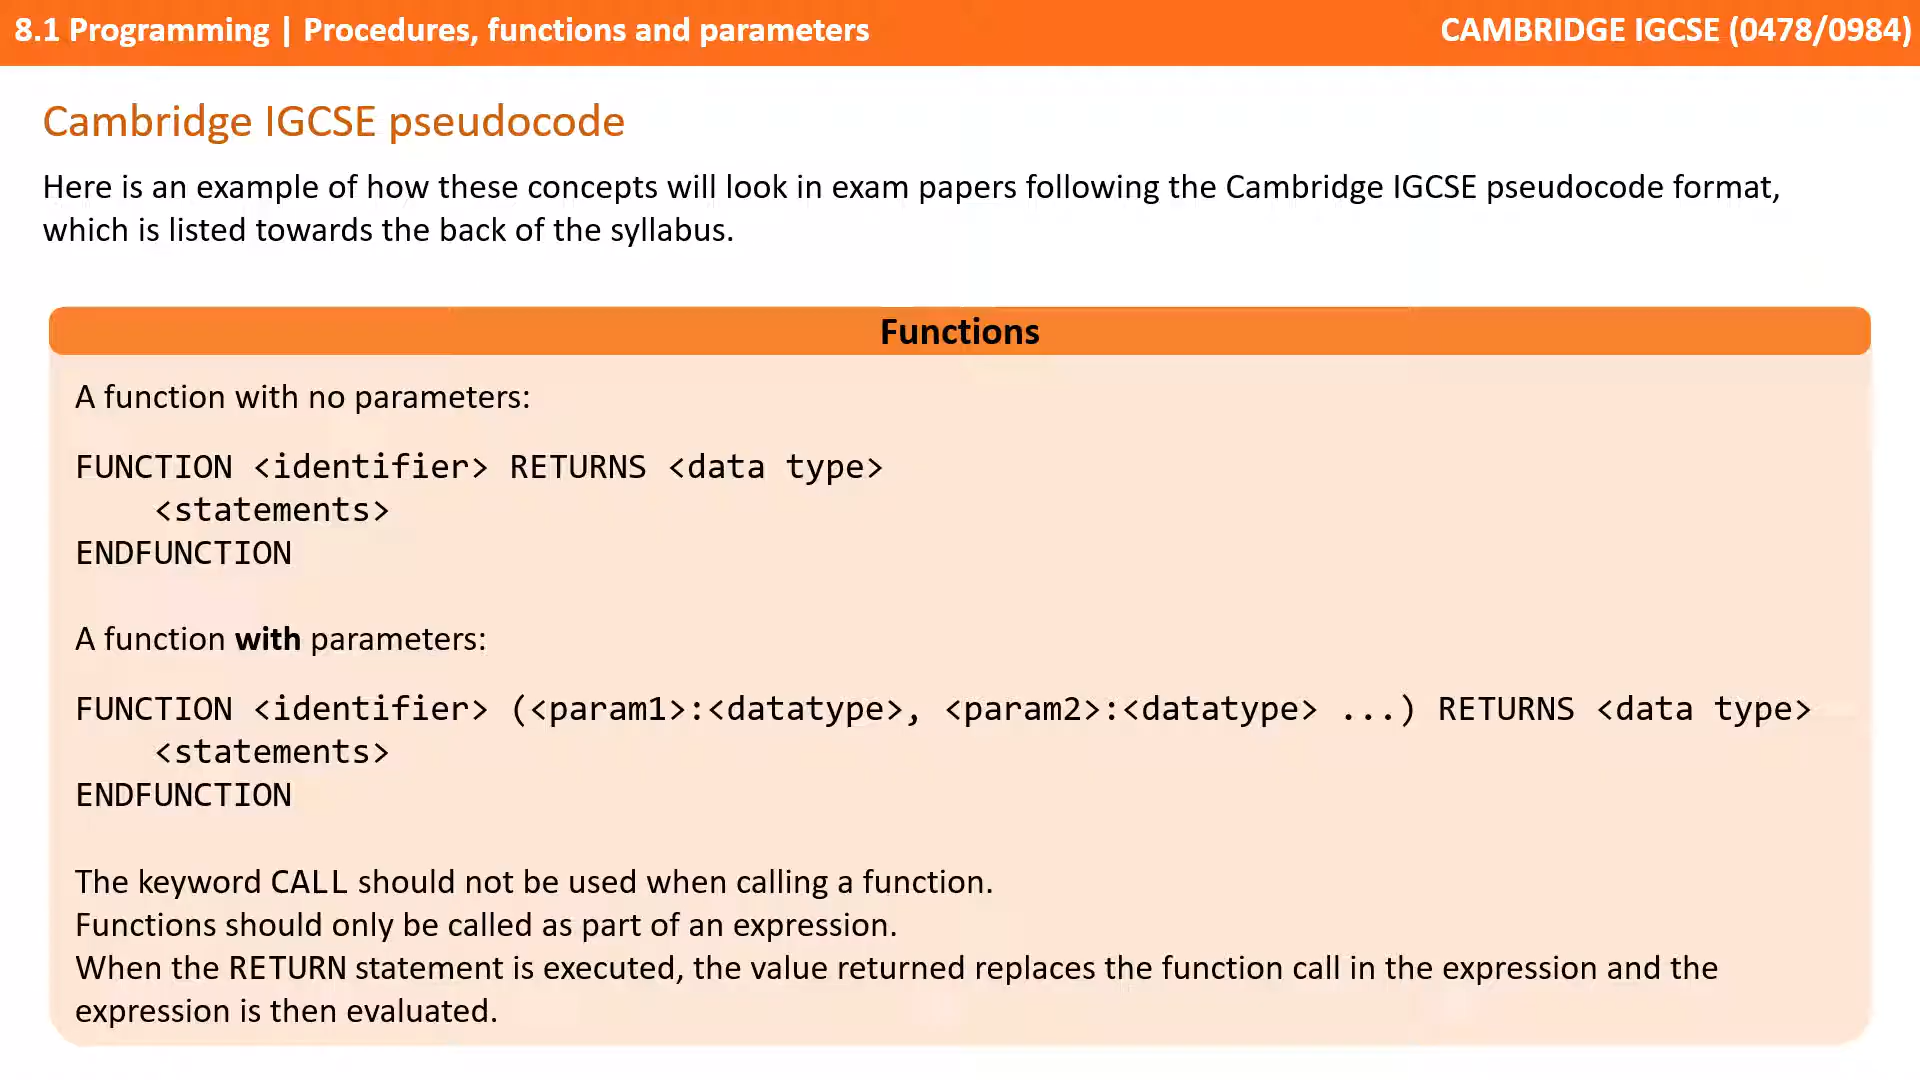 8.1 Programming | Procedures, functions and parameters
CAMBRIDGE IGCSE (0478/0984)
Cambridge IGCSE pseudocode
Here is an example of how these concepts will look in exam papers following the Cambridge IGCSE pseudocode format,
which is listed towards the back of the syllabus.
Functions
A function with no parameters:
FUNCTION <identifier> RETURNS <data type>
    <statements>
ENDFUNCTION
A function with parameters:
FUNCTION <identifier> (<param1>:<datatype>, <param2>:<datatype> ...) RETURNS <data type>
    <statements>
ENDFUNCTION
The keyword CALL should not be used when calling a function.
Functions should only be called as part of an expression.
When the RETURN statement is executed, the value returned replaces the function call in the expression and the
expression is then evaluated.